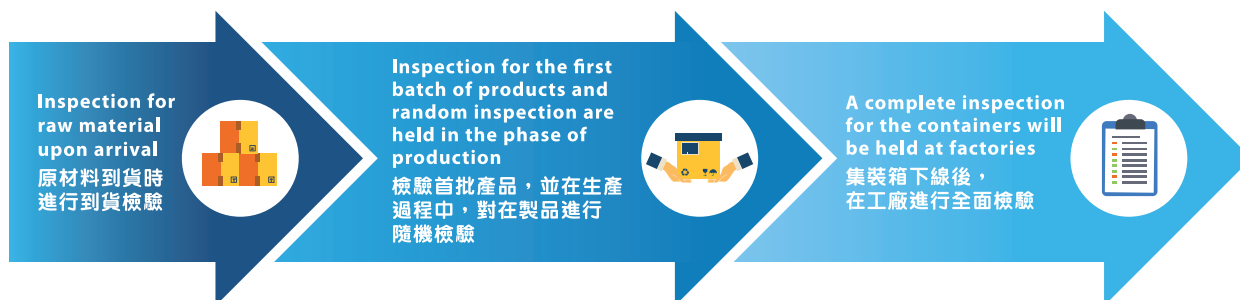 Inspection for
raw material
upon arrival
原材料到貨時
進行到貨檢驗
Inspection for the first
batch of products and
random inspection are
held in the phase of
production
檢驗首批產品，並在生產
過程中，對在製品進行
隨機檢驗
A complete inspection
for the containers will
be held at factories
集裝箱下線後，
在工廠進行全面檢驗